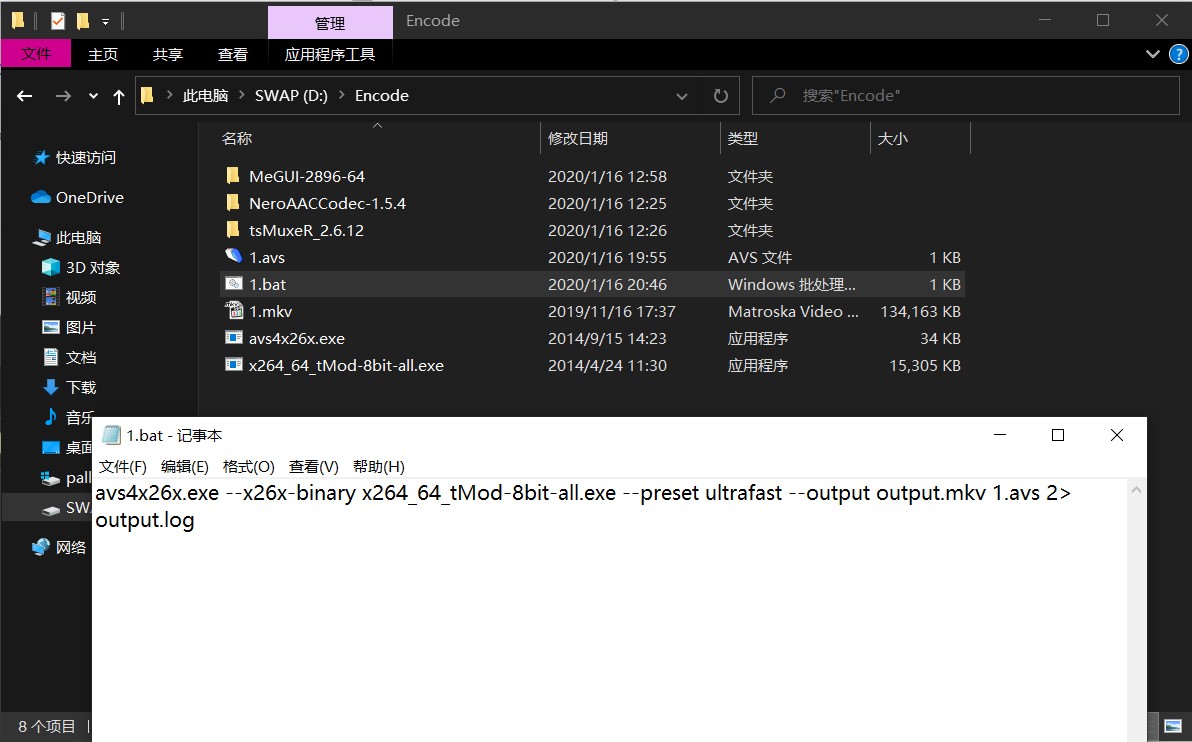 管理
Encode
文件 主页 共享 查看 应用程序工具
此电脑 SWAP (D:) Encode
搜索"Encode"
名称 修改日期 类型 大小
快速访问
OneDrive
此电脑
3D 对象
视频
图片
文档
下载
音乐
桌面
pall
SWA
网络
MeGUI-2896-64 2020/1/16 12:58 文件夹
NeroAACCodec-1.5.4 2020/1/16 12:25 文件夹
tsMuxeR_2.6.12 2020/1/16 12:26 文件夹
1.avs 2020/1/16 19:55 AVS 文件 1 KB
1.bat 2020/1/16 20:46 Windows 批处理... 1 KB
1.mkv 2019/11/16 17:37 Matroska Video ... 134,163 KB
avs4x26x.exe 2014/9/15 14:23 应用程序 34 KB
x264_64_tMod-8bit-all.exe 2014/4/24 11:30 应用程序 15,305 KB
1.bat - 记事本
文件(F) 编辑(E) 格式(O) 查看(V) 帮助(H)
avs4x26x.exe --x26x-binary x264_64_tMod-8bit-all.exe --preset ultrafast --output output.mkv 1.avs 2>
output.log
8 个项目